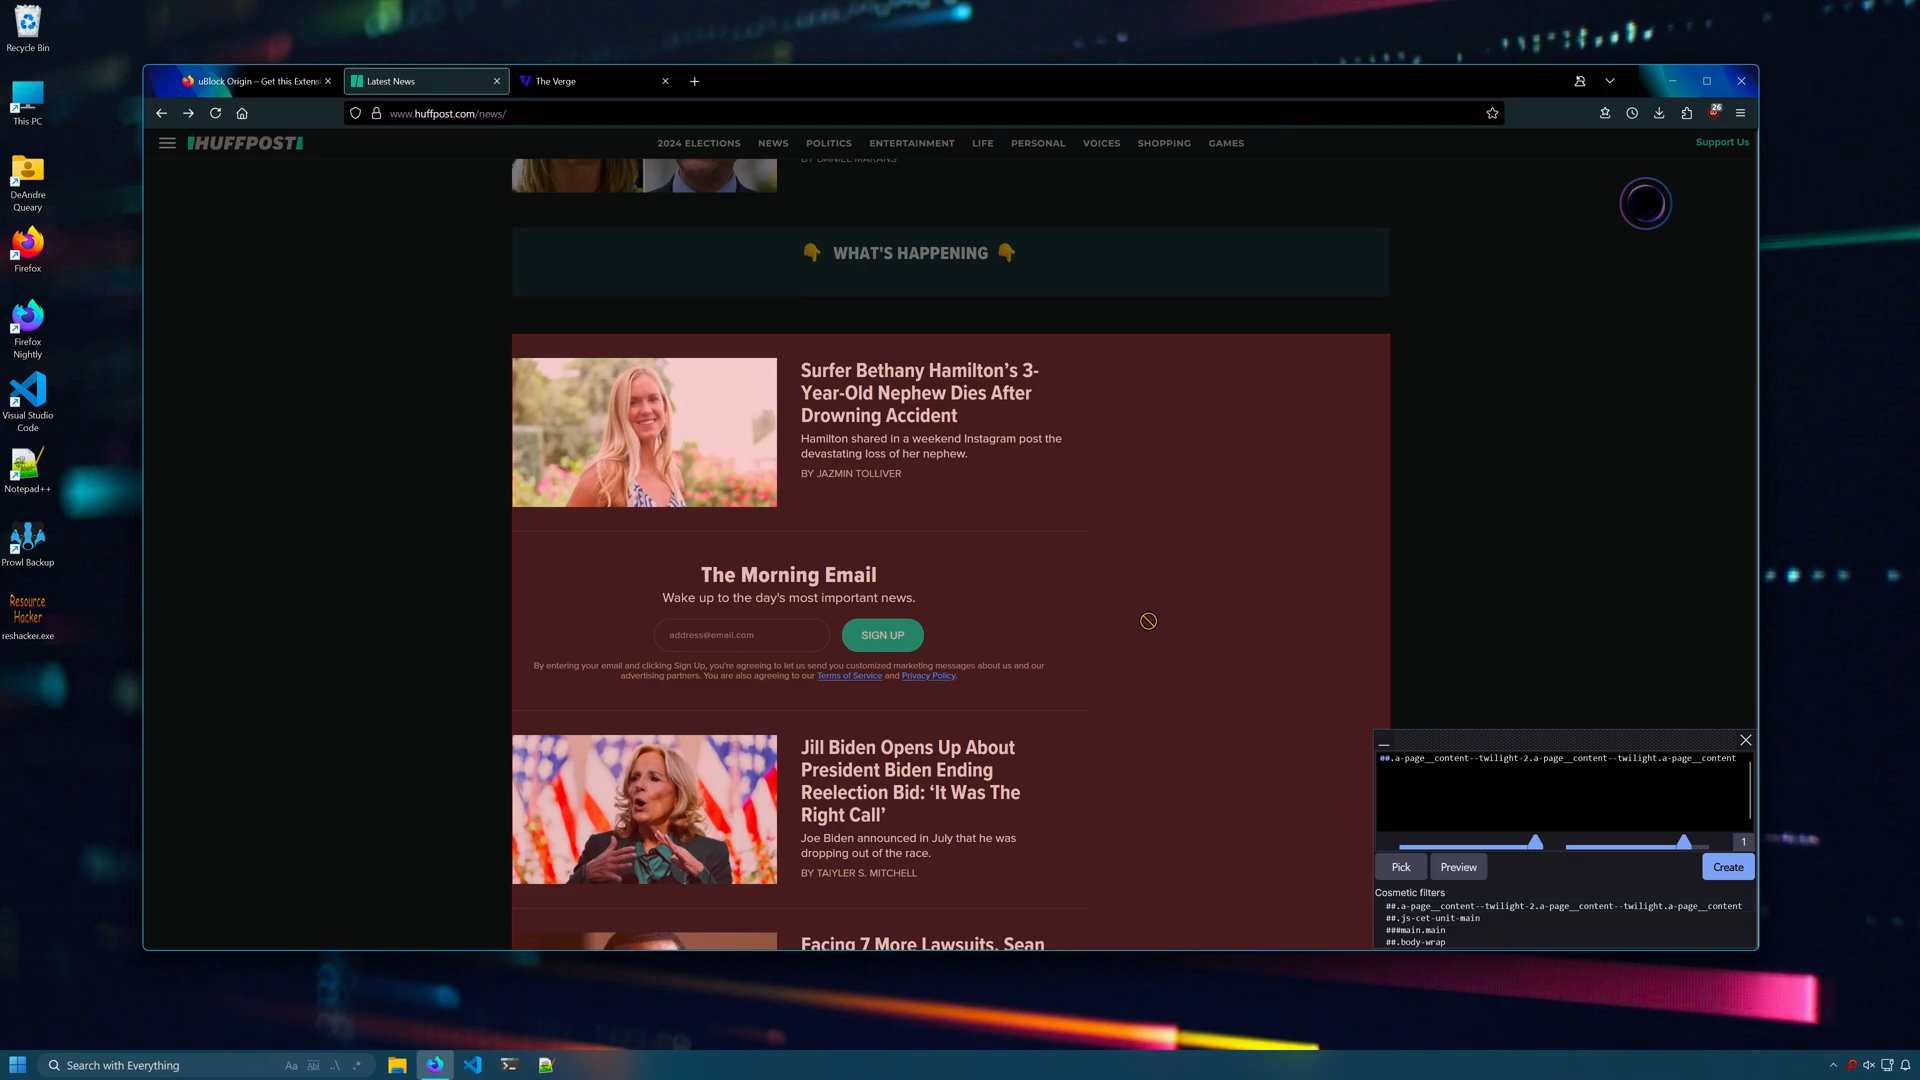 Recycle Bin
This PC
DeAndre
Queary
Firefox
Firefox
Nightly
Visual Studio
Code
Notepad++
Prowl Backup
Resource
Hacker
reshacker.exe
uBlock Origin – Get this Extensi
Latest News
The Verge
www.huffpost.com/news/
26
HUFFPOST
2024 ELECTIONS
NEWS
POLITICS
ENTERTAINMENT
LIFE
PERSONAL
VOICES
SHOPPING
GAMES
Support Us
BY DANIEL MARANS
WHAT'S HAPPENING
Surfer Bethany Hamilton’s 3-
Year-Old Nephew Dies After
Drowning Accident
Hamilton shared in a weekend Instagram post the
devastating loss of her nephew.
BY JAZMIN TOLLIVER
The Morning Email
Wake up to the day's most important news.
address@email.com
SIGN UP
By entering your email and clicking Sign Up, you're agreeing to let us send you customized marketing messages about us and our
advertising partners. You are also agreeing to our Terms of Service and Privacy Policy.
Jill Biden Opens Up About
President Biden Ending
Reelection Bid: ‘It Was The
Right Call’
Joe Biden announced in July that he was
dropping out of the race.
BY TAIYLER S. MITCHELL
Facing 7 More Lawsuits, Sean
##.a-page__content--twilight-2.a-page__content--twilight.a-page__content
1
Pick
Preview
Create
Cosmetic filters
##.a-page__content--twilight-2.a-page__content--twilight.a-page__content
##.js-cet-unit-main
###main.main
##.body-wrap
Search with Everything
Aa
Ab|
..\
.*